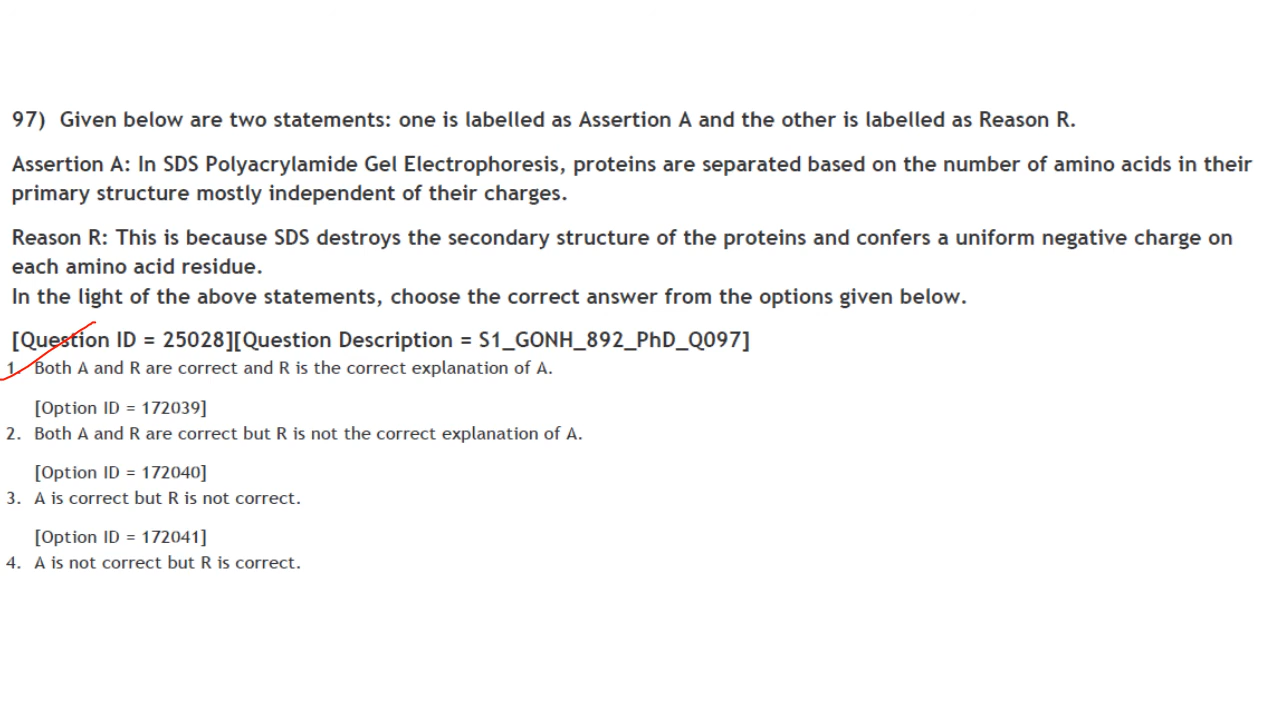 97) Given below are two statements: one is labelled as Assertion A and the other is labelled as Reason R.
Assertion A: In SDS Polyacrylamide Gel Electrophoresis, proteins are separated based on the number of amino acids in their
primary structure mostly independent of their charges.
Reason R: This is because SDS destroys the secondary structure of the proteins and confers a uniform negative charge on
each amino acid residue.
In the light of the above statements, choose the correct answer from the options given below.
[Question ID = 25028][Question Description = S1_GONH_892_PhD_Q097]
1. Both A and R are correct and R is the correct explanation of A.
[Option ID = 172039]
2. Both A and R are correct but R is not the correct explanation of A.
[Option ID = 172040]
3. A is correct but R is not correct.
[Option ID = 172041]
4. A is not correct but R is correct.